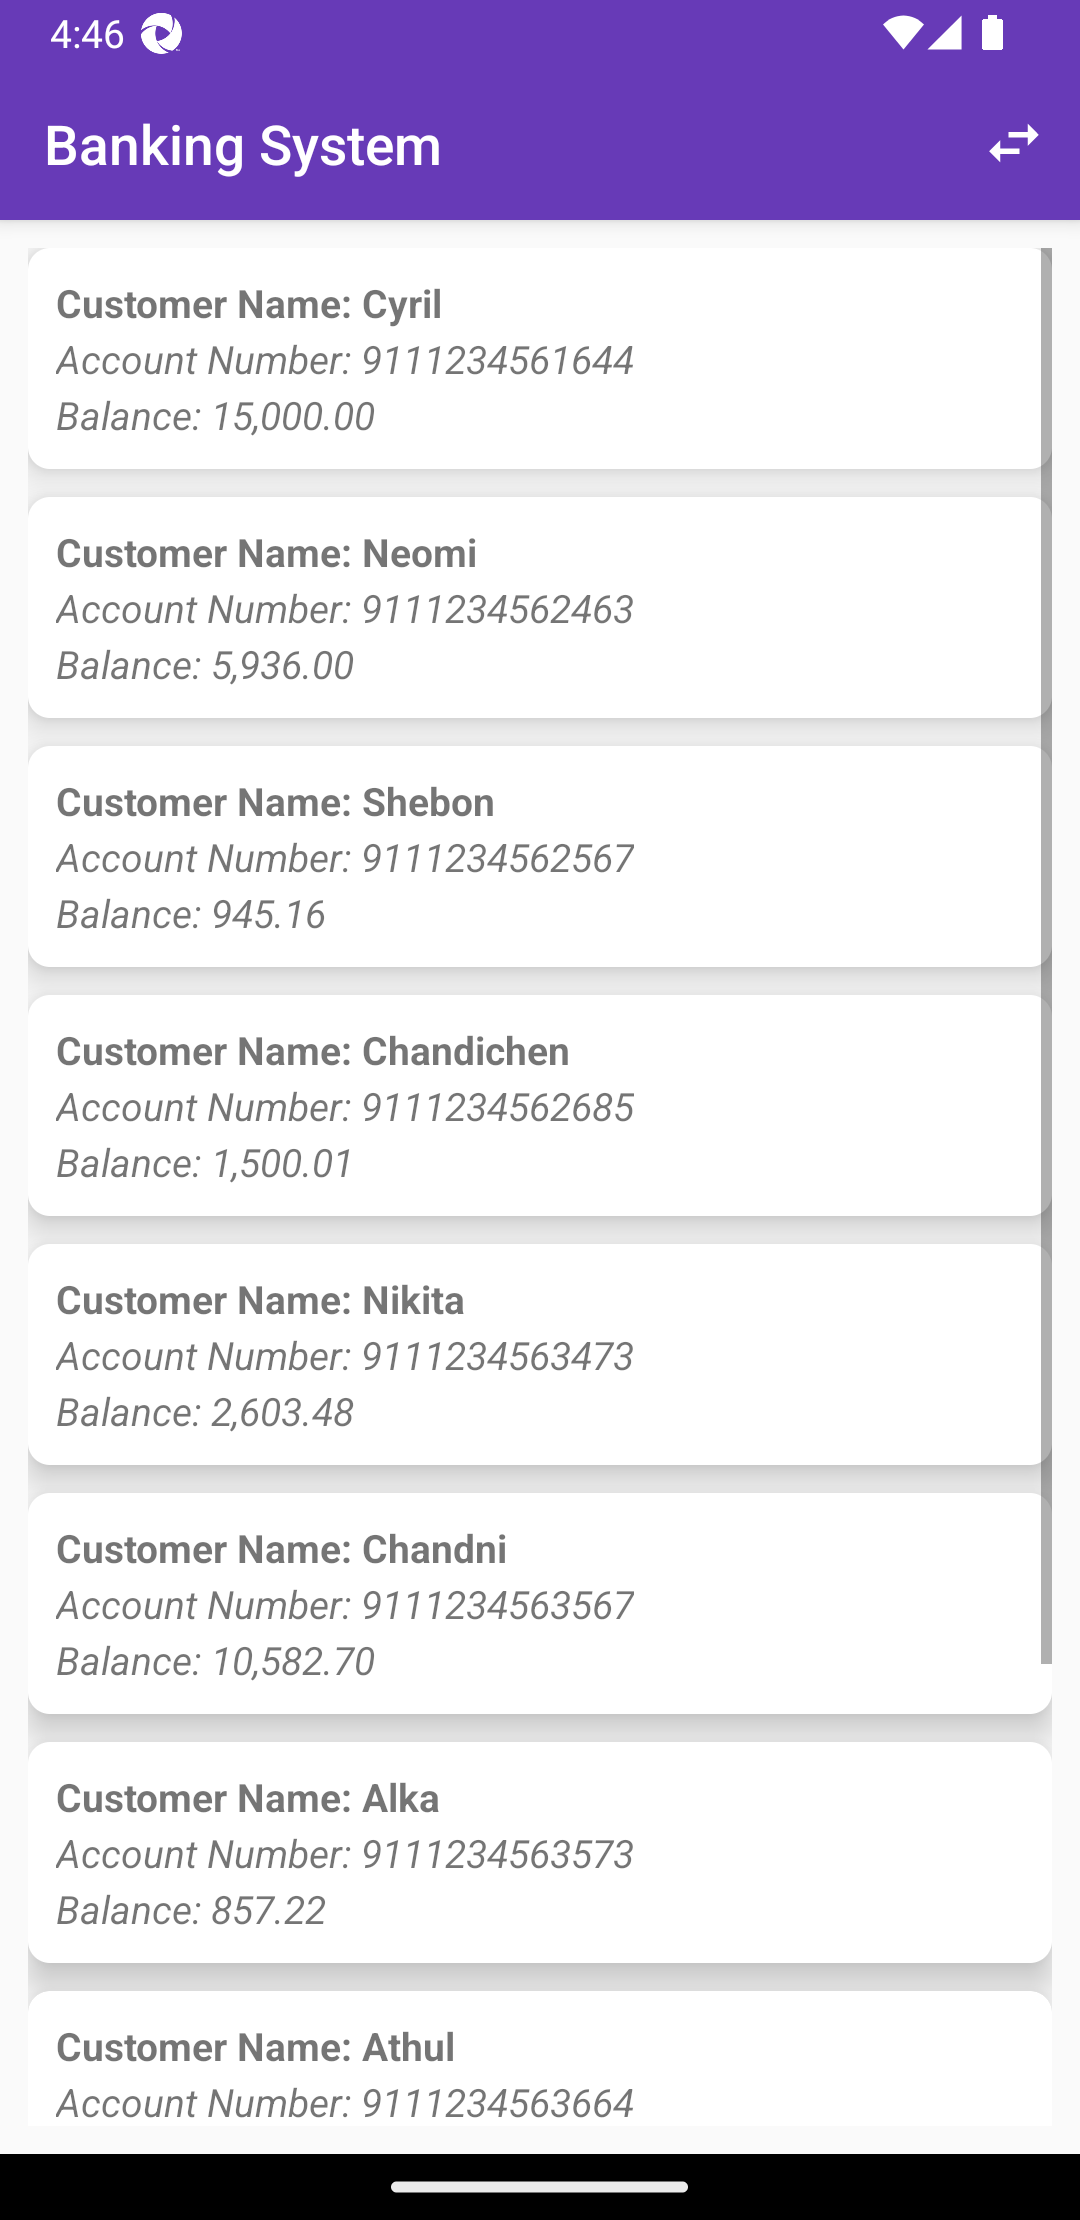 4:46
Banking System
Customer Name: Cyril
Account Number: 9111234561644
Balance: 15,000.00
Customer Name: Neomi
Account Number: 9111234562463
Balance: 5,936.00
Customer Name: Shebon
Account Number: 9111234562567
Balance: 945.16
Customer Name: Chandichen
Account Number: 9111234562685
Balance: 1,500.01
Customer Name: Nikita
Account Number: 9111234563473
Balance: 2,603.48
Customer Name: Chandni
Account Number: 9111234563567
Balance: 10,582.70
Customer Name: Alka
Account Number: 9111234563573
Balance: 857.22
Customer Name: Athul
Account Number: 9111234563664